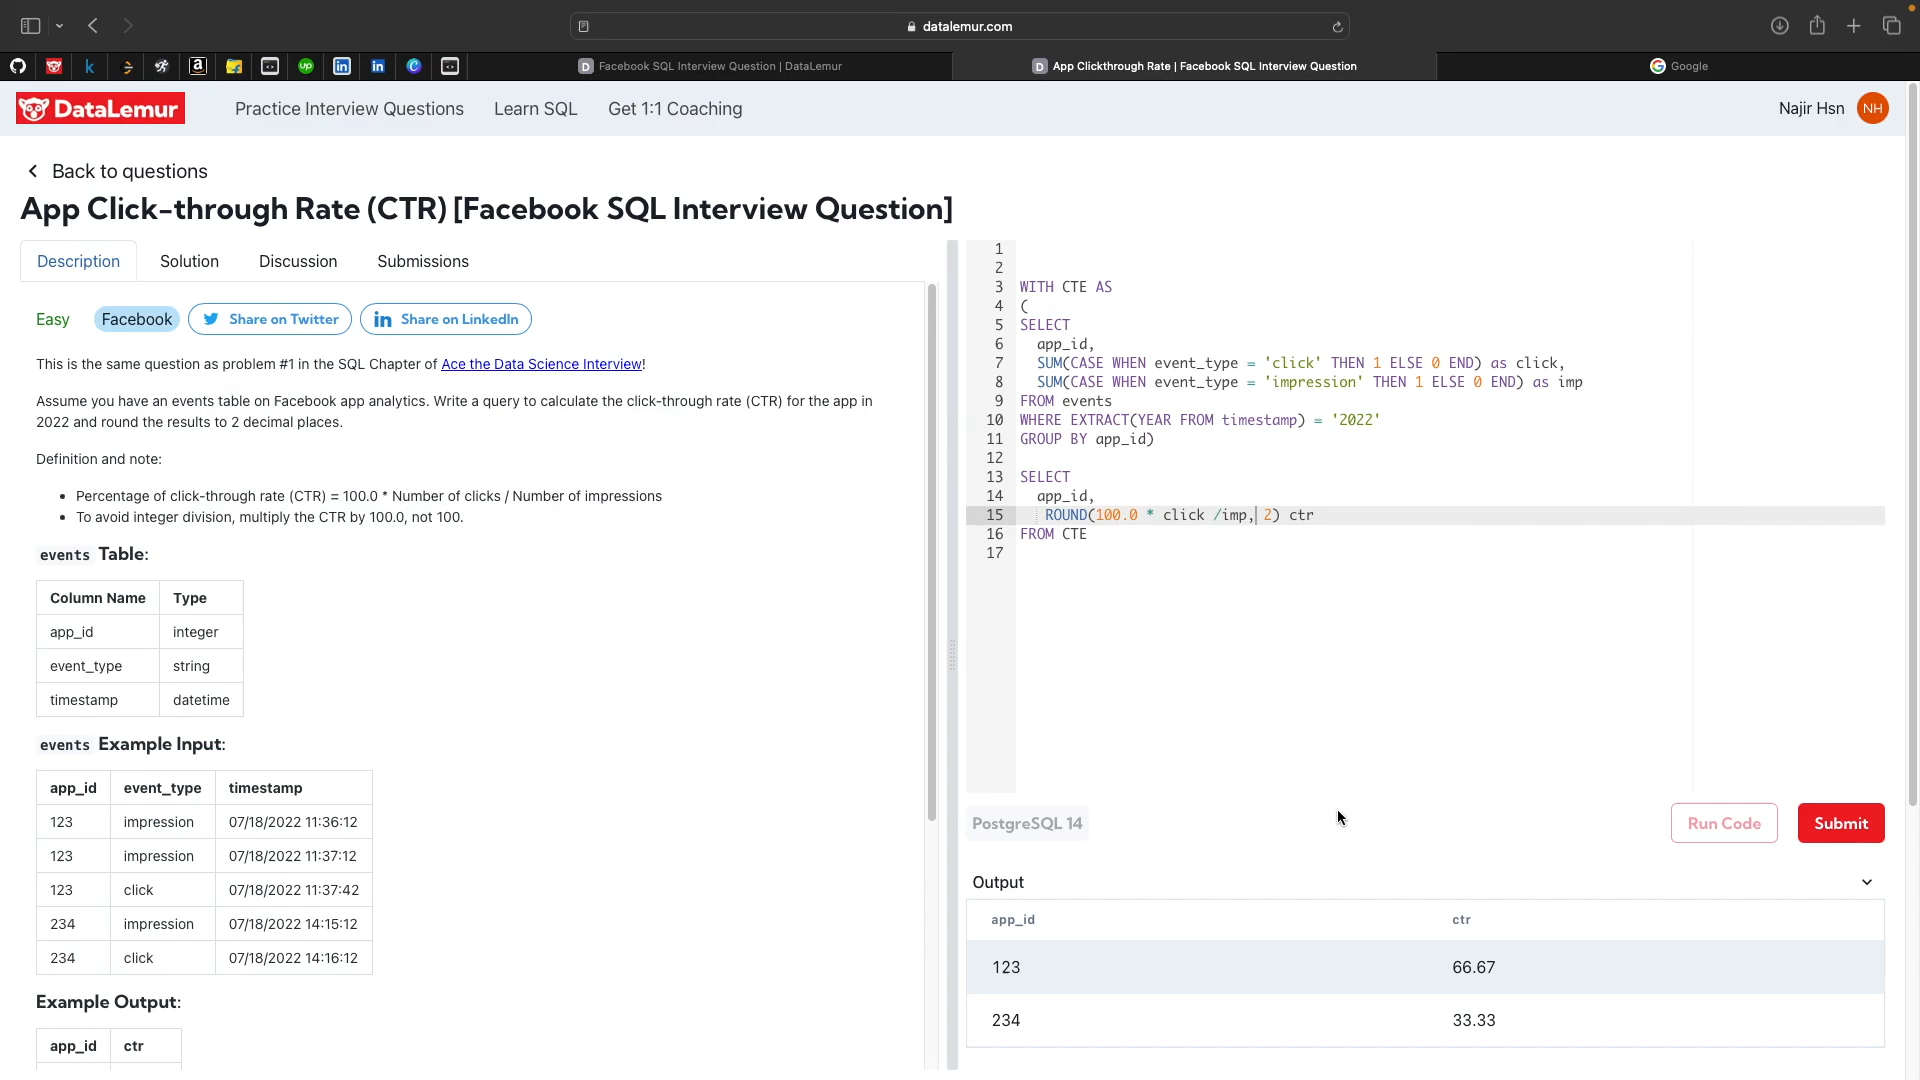 datalemur.com
Facebook SQL Interview Question | DataLemur
App Clickthrough Rate | Facebook SQL Interview Question
Google
DataLemur
Practice Interview Questions
Learn SQL
Get 1:1 Coaching
Najir Hsn
NH
Back to questions
App Click-through Rate (CTR) [Facebook SQL Interview Question]
Description
Solution
Discussion
Submissions
Easy
Facebook
Share on Twitter
Share on LinkedIn
This is the same question as problem #1 in the SQL Chapter of Ace the Data Science Interview!
Assume you have an events table on Facebook app analytics. Write a query to calculate the click-through rate (CTR) for the app in
2022 and round the results to 2 decimal places.
Definition and note:
• Percentage of click-through rate (CTR) = 100.0 * Number of clicks / Number of impressions
• To avoid integer division, multiply the CTR by 100.0, not 100.
events Table:
Column Name Type
app_id integer
event_type string
timestamp datetime
events Example Input:
app_id event_type timestamp
123 impression 07/18/2022 11:36:12
123 impression 07/18/2022 11:37:12
123 click 07/18/2022 11:37:42
234 impression 07/18/2022 14:15:12
234 click 07/18/2022 14:16:12
Example Output:
app_id ctr
1
2
3 WITH CTE AS
4 (
5 SELECT
6 app_id,
7 SUM(CASE WHEN event_type = 'click' THEN 1 ELSE 0 END) as click,
8 SUM(CASE WHEN event_type = 'impression' THEN 1 ELSE 0 END) as imp
9 FROM events
10 WHERE EXTRACT(YEAR FROM timestamp) = '2022'
11 GROUP BY app_id)
12
13 SELECT
14 app_id,
15 ROUND(100.0 * click /imp, 2) ctr
16 FROM CTE
17
PostgreSQL 14
Run Code
Submit
Output
app_id ctr
123 66.67
234 33.33